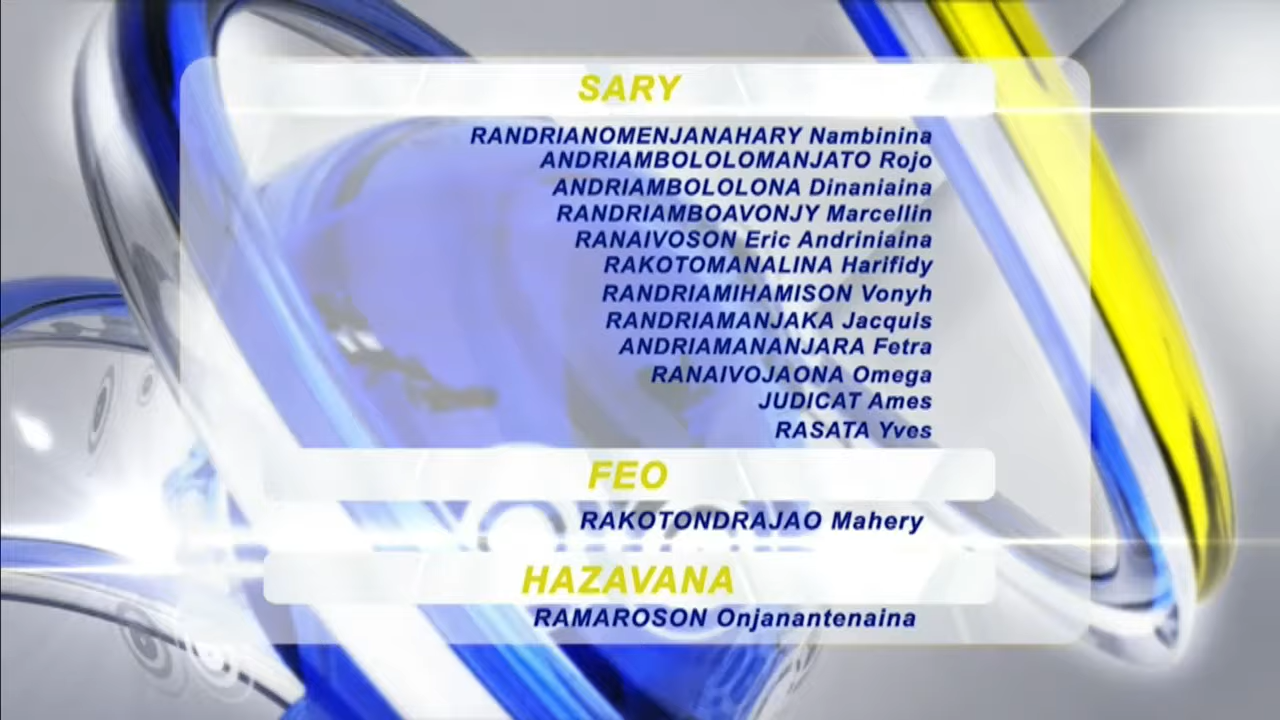 SARY
RANDRIANOMENJANAHARY Nambinina
ANDRIAMBOLOLOMANJATO Rojo
ANDRIAMBOLOLONA Dinaniaina
RANDRIAMBOAVONJY Marcellin
RANAIVOSON Eric Andriniaina
RAKOTOMANALINA Harifidy
RANDRIAMIHAMISON Vonyh
RANDRIAMANJAKA Jacquis
ANDRIAMANANJARA Fetra
RANAIVOJAONA Omega
JUDICAT Ames
RASATA Yves
FEO
RAKOTONDRAJAO Mahery
HAZAVANA
RAMAROSON Onjanantenaina